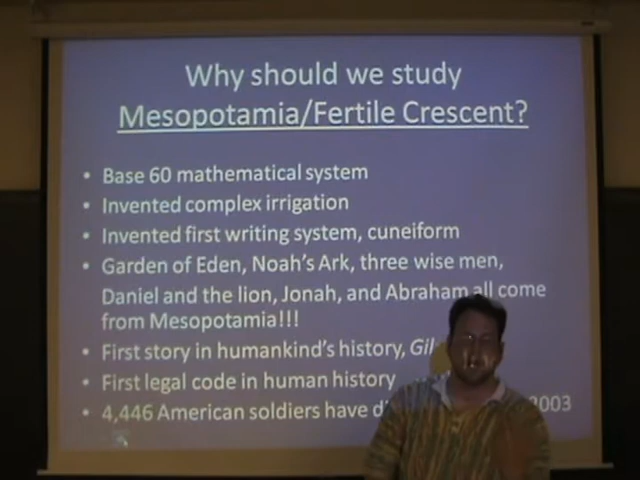 Why should we study
Mesopotamia/Fertile Crescent?
• Base 60 mathematical system
• Invented complex irrigation
• Invented first writing system, cuneiform
• Garden of Eden, Noah's Ark, three wise men,
Daniel and the lion, Jonah, and Abraham all come
from Mesopotamia!!!
• First story in humankind's history,
• First legal code in human history
• 4,446 American soldiers have 2003